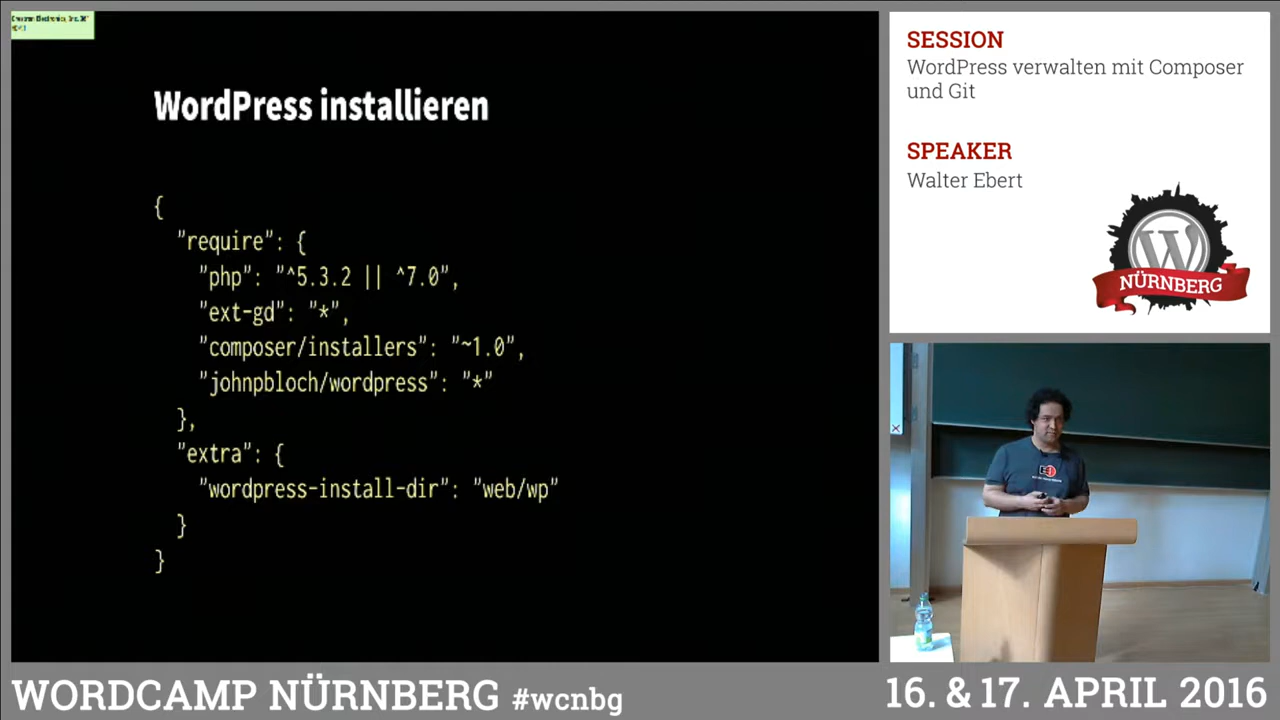 WordPress installieren
{
"require": {
"php": "^5.3.2 || ^7.0",
"ext-gd": "*",
"composer/installers": "~1.0",
"johnpbloch/wordpress": "*"
},
"extra": {
"wordpress-install-dir": "web/wp"
}
}
SESSION
WordPress verwalten mit Composer
und Git
SPEAKER
Walter Ebert
NÜRNBERG
WORDCAMP NÜRNBERG #wcnbg
16. & 17. APRIL 2016